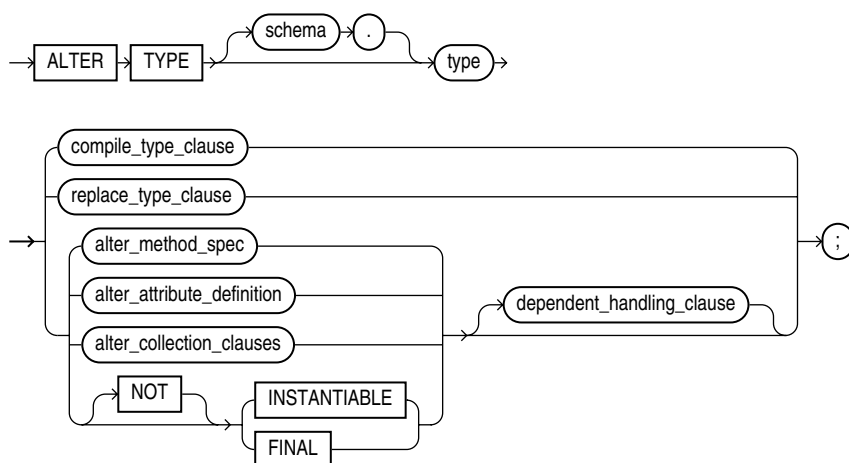 schema .
ALTER TYPE type
compile_type_clause
replace_type_clause
alter_method_spec ;
alter_attribute_definition dependent_handling_clause
alter_collection_clauses
NOT INSTANTIABLE
FINAL